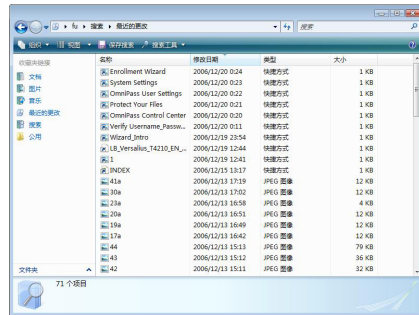 fu ▸ 搜索 ▸ 最近的更改
搜索
组织 视图 保存搜索 搜索工具
收藏夹链接
文档
图片
音乐
最近的更改
搜索
公用
文件夹
名称 修改日期 类型 大小
Enrollment Wizard 2006/12/20 0:24 快捷方式 1 KB
System Settings 2006/12/20 0:23 快捷方式 1 KB
OmniPass User Settings 2006/12/20 0:22 快捷方式 1 KB
Protect Your Files 2006/12/20 0:21 快捷方式 1 KB
OmniPass Control Center 2006/12/20 0:20 快捷方式 1 KB
Verify Username_Passw... 2006/12/20 0:11 快捷方式 1 KB
Wizard_Intro 2006/12/19 23:54 快捷方式 1 KB
LB_Versalius_T4210_EN_... 2006/12/19 12:44 快捷方式 1 KB
1 2006/12/19 12:41 快捷方式 1 KB
INDEX 2006/12/15 13:17 快捷方式 1 KB
41a 2006/12/13 17:19 JPEG 图像 12 KB
30a 2006/12/13 17:02 JPEG 图像 12 KB
23a 2006/12/13 16:58 JPEG 图像 4 KB
20a 2006/12/13 16:51 JPEG 图像 12 KB
19a 2006/12/13 16:49 JPEG 图像 12 KB
17a 2006/12/13 16:42 JPEG 图像 12 KB
44 2006/12/13 15:13 JPEG 图像 79 KB
43 2006/12/13 15:12 JPEG 图像 36 KB
42 2006/12/13 15:11 JPEG 图像 32 KB
71 个项目